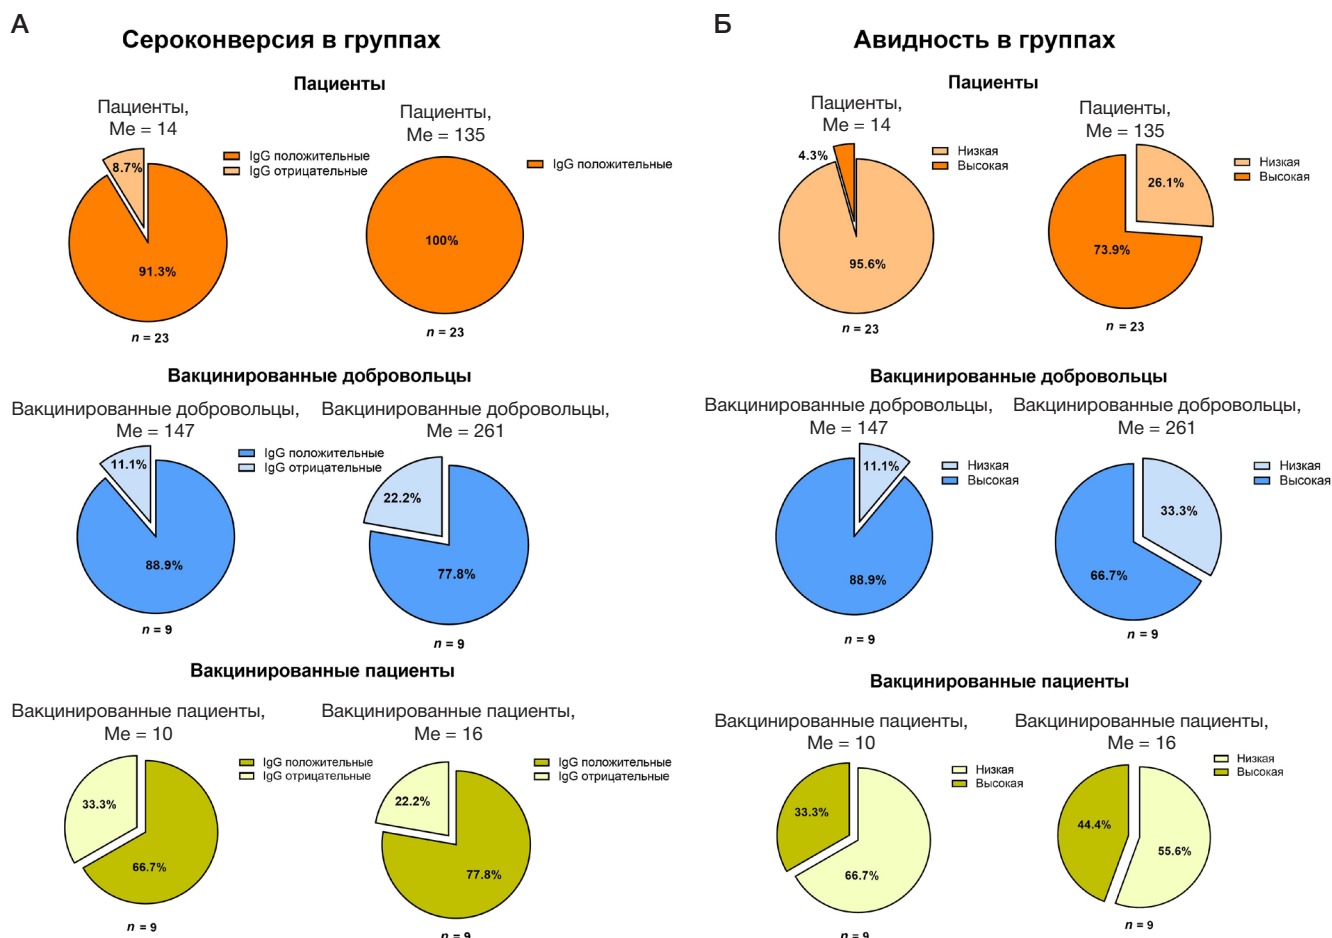 А
Сероконверсия в группах
Пациенты
Пациенты,
Me = 14
IgG положительные
IgG отрицательные
8.7%
91.3%
n = 23
Пациенты,
Me = 135
IgG положительные
100%
n = 23
Вакцинированные добровольцы
Вакцинированные добровольцы,
Me = 147
IgG положительные
IgG отрицательные
11.1%
88.9%
n = 9
Вакцинированные добровольцы,
Me = 261
22.2%
77.8%
n = 9
Вакцинированные пациенты
Вакцинированные пациенты,
Me = 10
IgG положительные
IgG отрицательные
33.3%
66.7%
n = 9
Вакцинированные пациенты,
Me = 16
IgG положительные
IgG отрицательные
22.2%
77.8%
n = 9
Б
Авидность в группах
Пациенты
Пациенты,
Me = 14
Низкая
Высокая
4.3%
95.6%
n = 23
Пациенты,
Me = 135
Низкая
Высокая
26.1%
73.9%
n = 23
Вакцинированные добровольцы
Вакцинированные добровольцы,
Me = 147
Низкая
Высокая
11.1%
88.9%
n = 9
Вакцинированные добровольцы,
Me = 261
Низкая
Высокая
33.3%
66.7%
n = 9
Вакцинированные пациенты
Вакцинированные пациенты,
Me = 10
Низкая
Высокая
33.3%
66.7%
n = 9
Вакцинированные пациенты,
Me = 16
Низкая
Высокая
44.4%
55.6%
n = 9